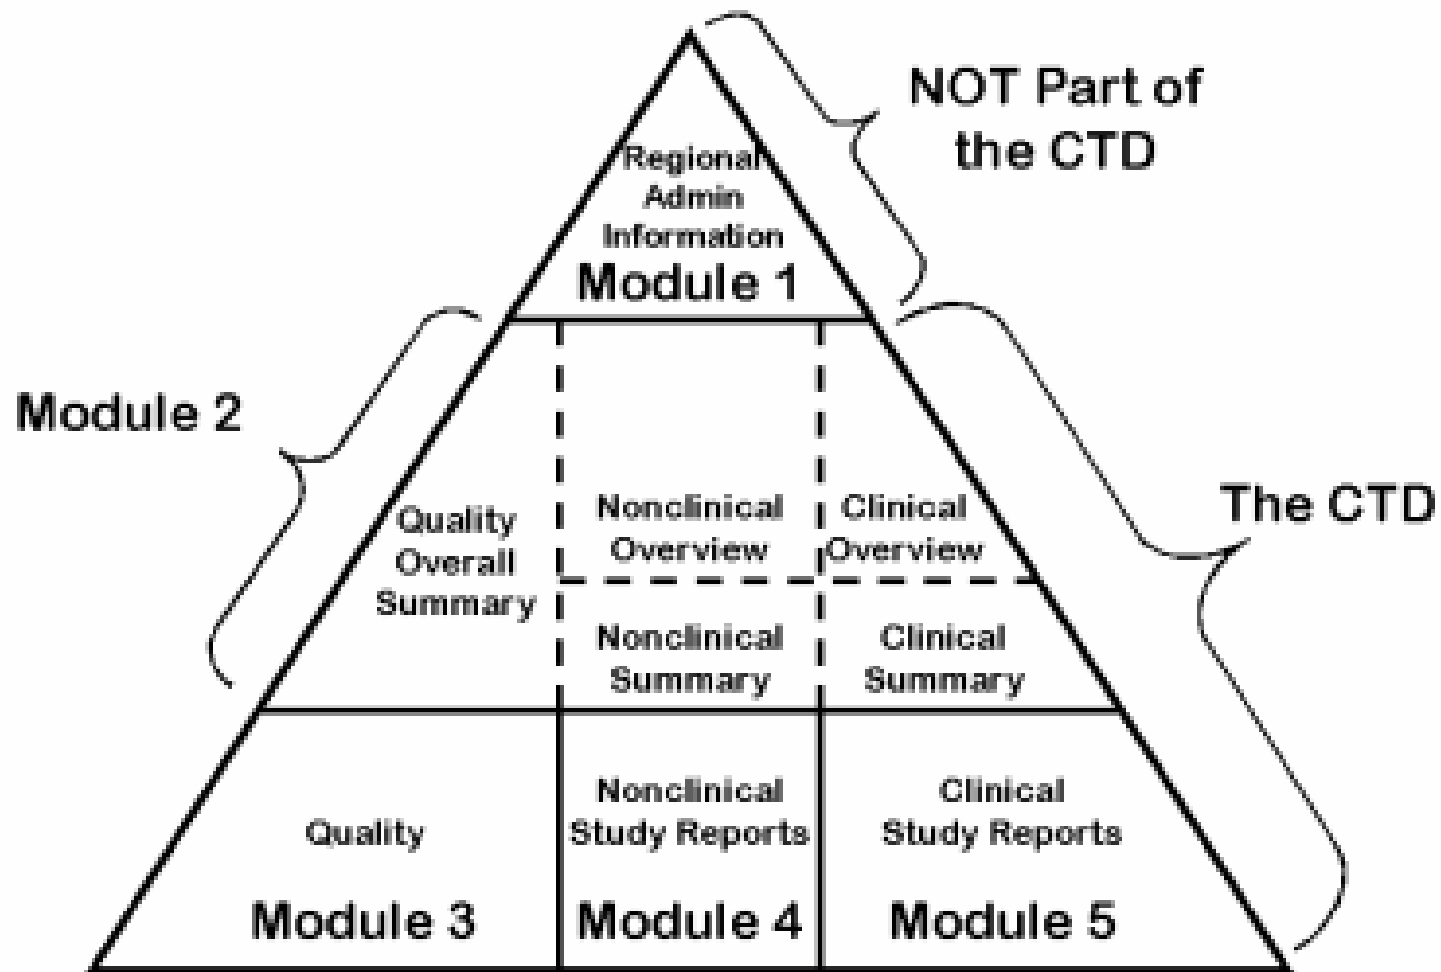 NOT Part of
the CTD
Regional
Admin
Information
Module 1
Module 2
The CTD
Quality
Overall
Summary
Nonclinical
Overview
Clinical
Overview
Nonclinical
Summary
Clinical
Summary
Quality
Module 3
Nonclinical
Study Reports
Module 4
Clinical
Study Reports
Module 5